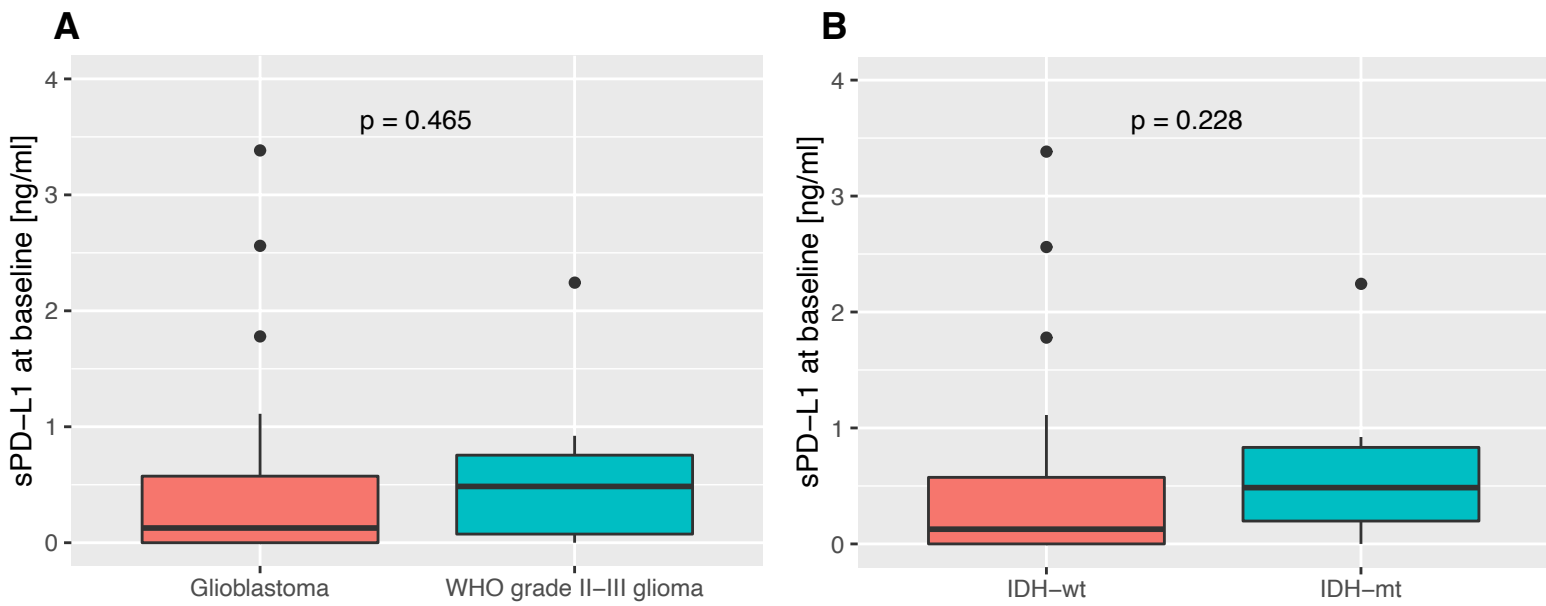 A
sPD−L1 at baseline [ng/ml]
4
3
2
1
0
p = 0.465
Glioblastoma
WHO grade II−III glioma
B
sPD−L1 at baseline [ng/ml]
4
3
2
1
0
p = 0.228
IDH−wt
IDH−mt